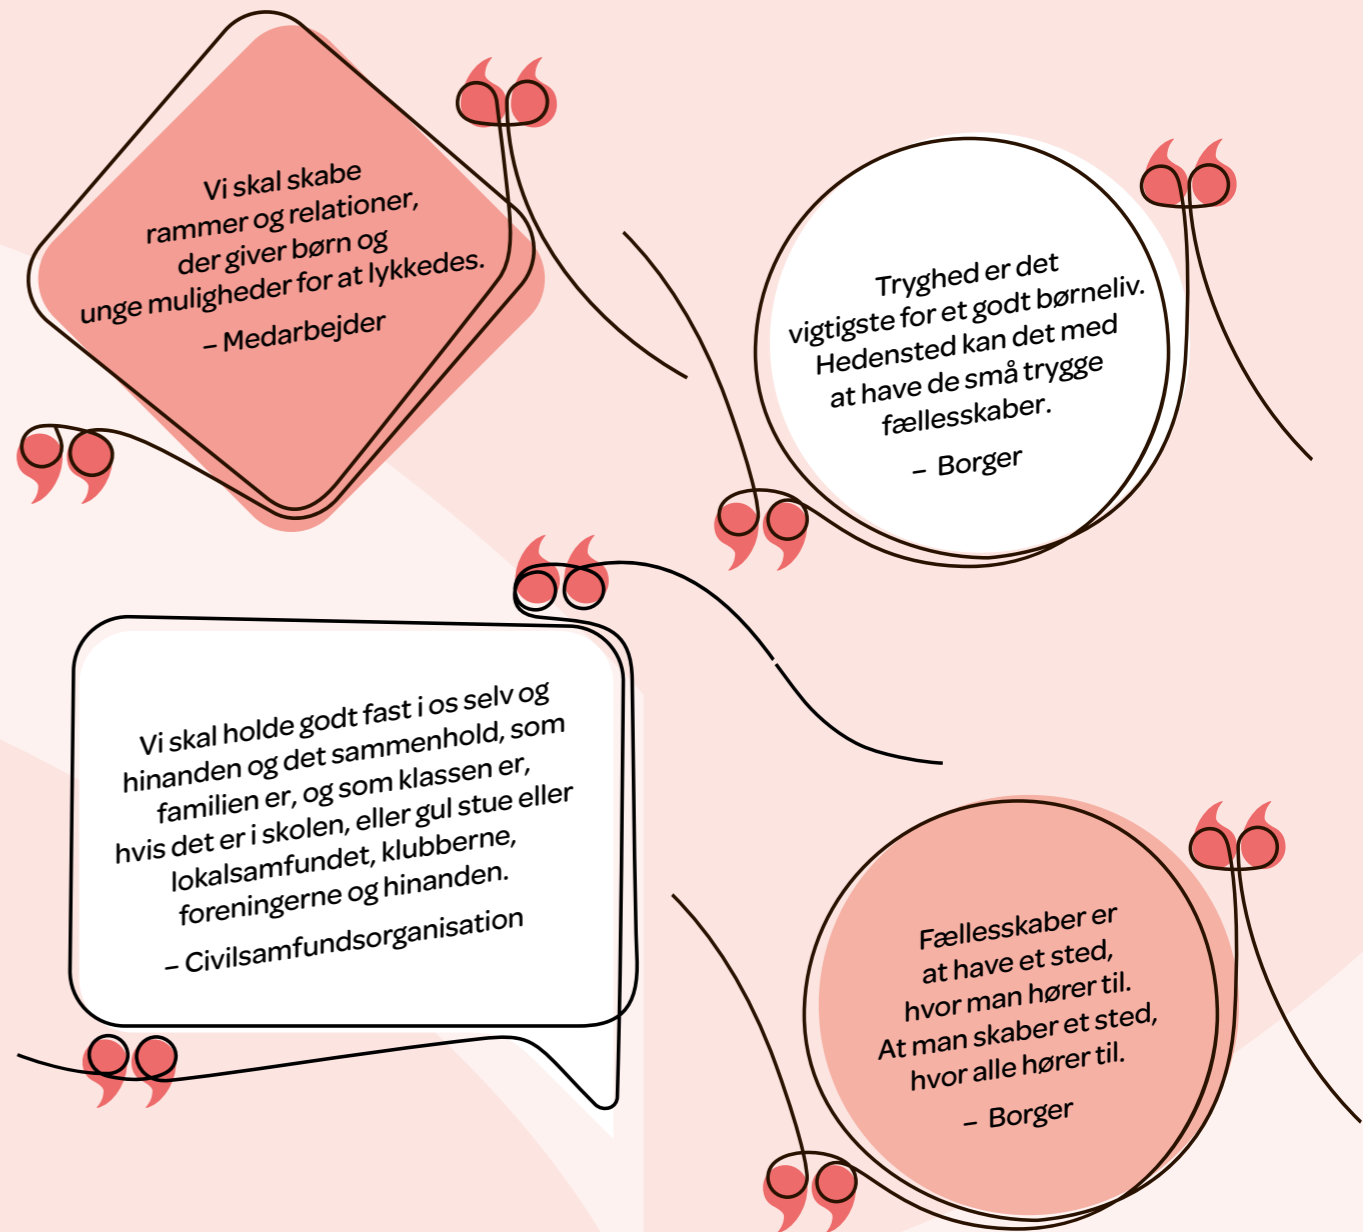 Vi skal skabe
rammer og relationer,
der giver børn og
unge muligheder for at lykkedes.
– Medarbejder
Tryghed er det
vigtigste for et godt børneliv.
Hedensted kan det med
at have de små trygge
fællesskaber.
– Borger
Vi skal holde godt fast i os selv og
hinanden og det sammenhold, som
familien er, og som klassen er,
hvis det er i skolen, eller gul stue eller
lokalsamfundet, klubberne,
foreningerne og hinanden.
– Civilsamfundsorganisation
Fællesskaber er
at have et sted,
hvor man hører til.
At man skaber et sted,
hvor alle hører til.
– Borger